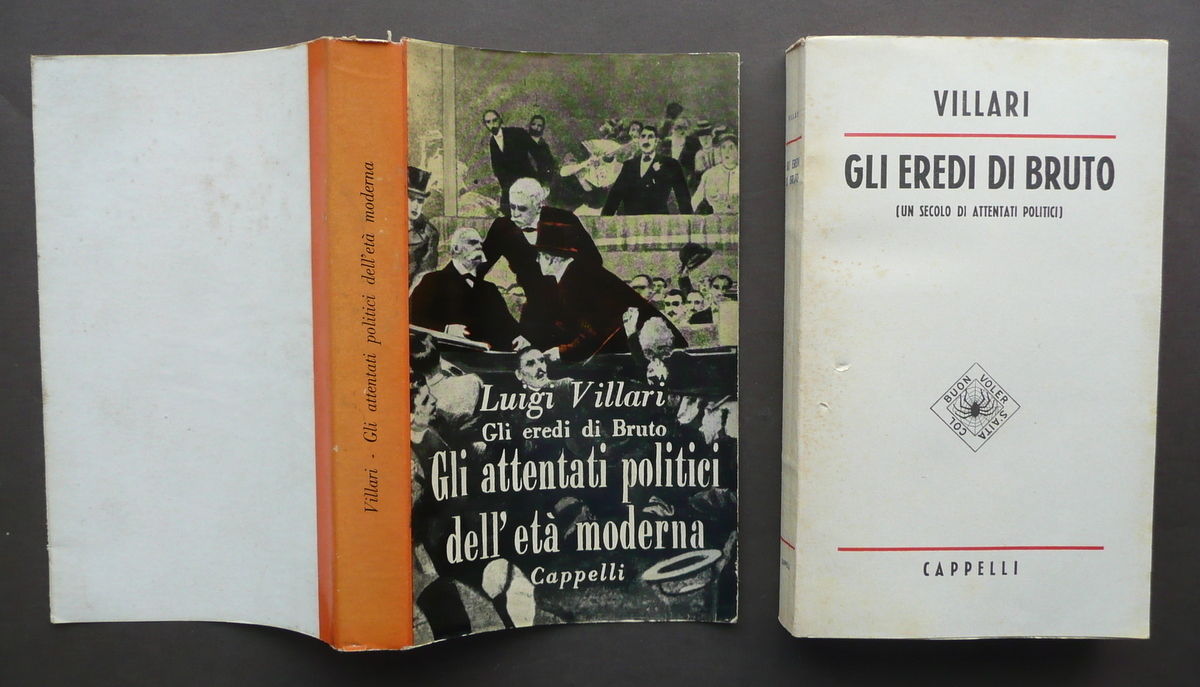 Villari - Gli attentati politici dell'età moderna
Luigi Villari
Gli eredi di Bruto
Gli attentati politici
dell'età moderna
Cappelli
VILLARI
GLI EREDI DI BRUTO
(UN SECOLO DI ATTENTATI POLITICI)
COL BUON VOLER S'AITA
CAPPELLI
VILLARI